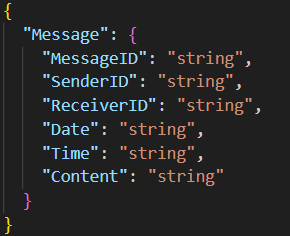 {
  "Message": {
    "MessageID": "string",
    "SenderID": "string",
    "ReceiverID": "string",
    "Date": "string",
    "Time": "string",
    "Content": "string"
  }
}